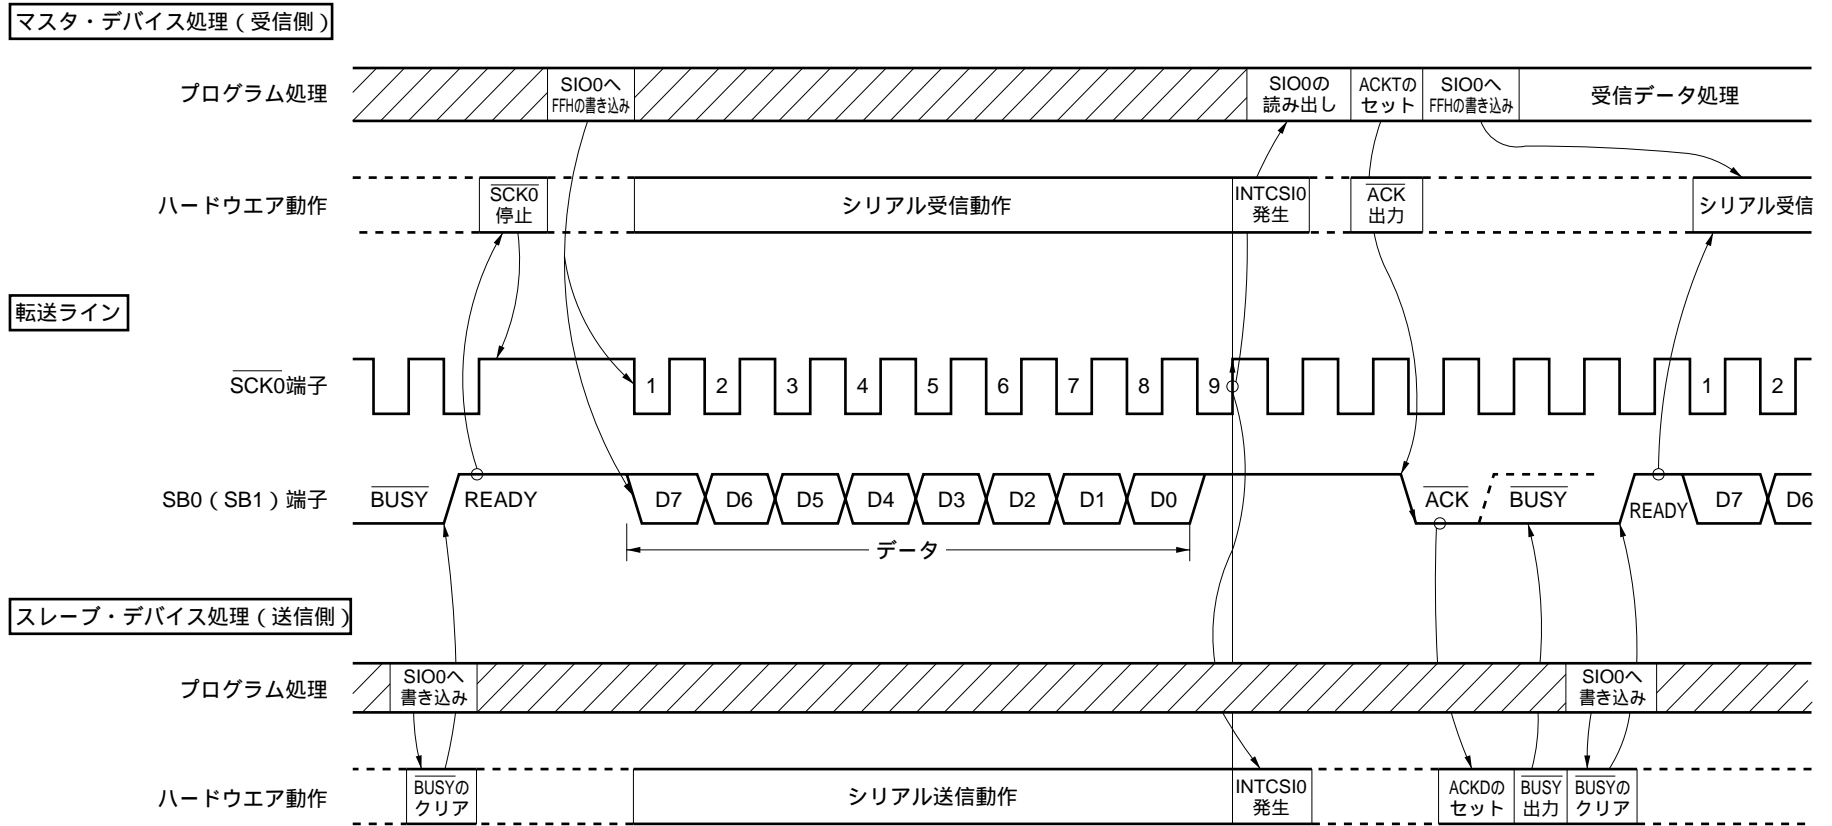 マスタ・デバイス処理（受信側）
プログラム処理
SIO0へ
FFHの書き込み
SIO0の
読み出し
ACKTの
セット
SIO0へ
FFHの書き込み
受信データ処理
ハードウエア動作
SCK0
停止
シリアル受信動作
INTCSI0
発生
ACK
出力
シリアル受信
転送ライン
SCK0端子
1 2 3 4 5 6 7 8 9 1 2
SB0（SB1）端子
BUSY READY D7 D6 D5 D4 D3 D2 D1 D0 ACK BUSY READY D7 D6
データ
スレーブ・デバイス処理（送信側）
プログラム処理
SIO0へ
書き込み
SIO0へ
書き込み
ハードウエア動作
BUSYの
クリア
シリアル送信動作
INTCSI0
発生
ACKDの
セット
BUSY
出力
BUSYの
クリア